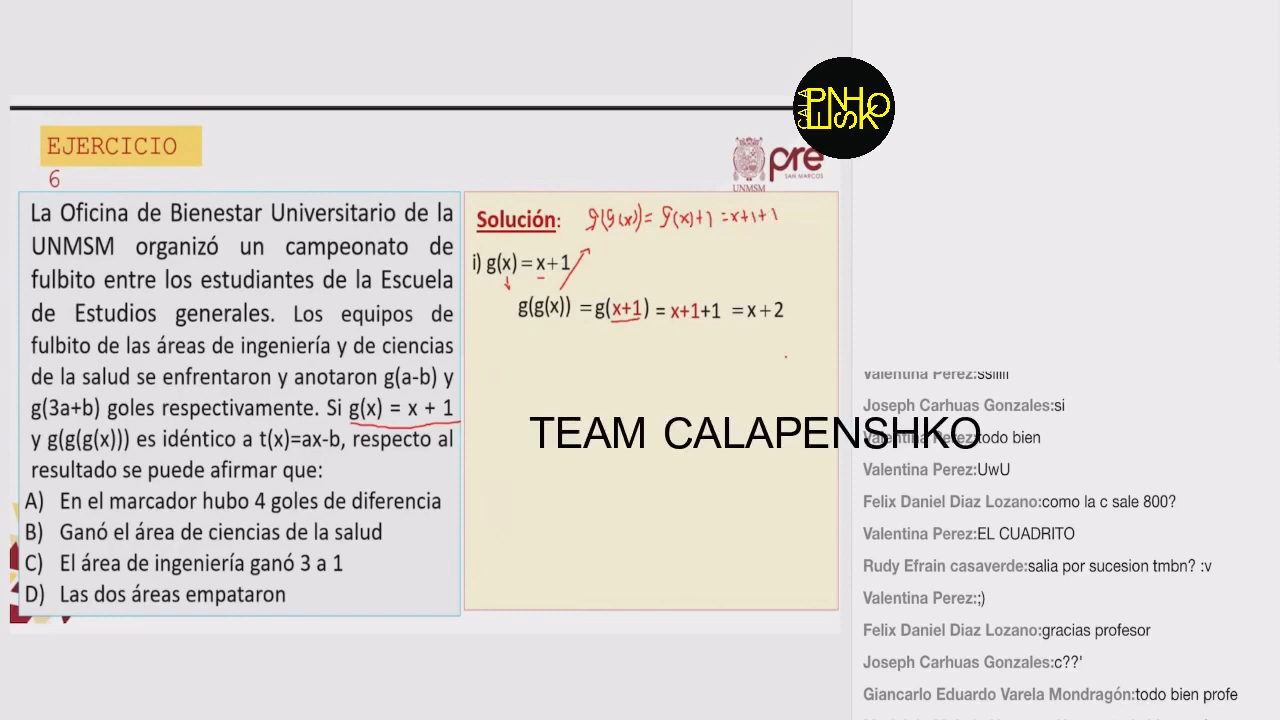 EJERCICIO
6
CALA
PENHO
ESK
pre
SAN MARCOS
UNMSM
La Oficina de Bienestar Universitario de la
UNMSM organizó un campeonato de
fulbito entre los estudiantes de la Escuela
de Estudios generales. Los equipos de
fulbito de las áreas de ingeniería y de ciencias
de la salud se enfrentaron y anotaron g(a-b) y
g(3a+b) goles respectivamente. Si g(x) = x + 1
y g(g(g(x))) es idéntico a t(x)=ax-b, respecto al
resultado se puede afirmar que:
A) En el marcador hubo 4 goles de diferencia
B) Ganó el área de ciencias de la salud
C) El área de ingeniería ganó 3 a 1
D) Las dos áreas empataron
Solución: g(g(x))= g(x)+1 =x+1+1
i) g(x)=x+1
g(g(x)) =g(x+1) = x+1+1 =x+2
TEAM CALAPENSHKO
Valentina Perez:ssiiiii
Joseph Carhuas Gonzales:si
Valentina Perez:todo bien
Valentina Perez:UwU
Felix Daniel Diaz Lozano:como la c sale 800?
Valentina Perez:EL CUADRITO
Rudy Efrain casaverde:salia por sucesion tmbn? :v
Valentina Perez:;)
Felix Daniel Diaz Lozano:gracias profesor
Joseph Carhuas Gonzales:c??'
Giancarlo Eduardo Varela Mondragón:todo bien profe